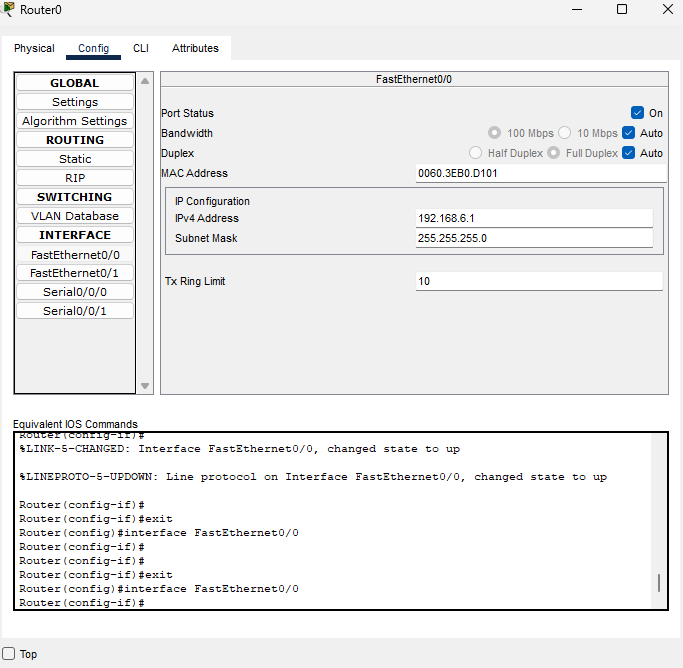 Router0
Physical Config CLI Attributes
GLOBAL
Settings
Algorithm Settings
ROUTING
Static
RIP
SWITCHING
VLAN Database
INTERFACE
FastEthernet0/0
FastEthernet0/1
Serial0/0/0
Serial0/0/1
FastEthernet0/0
Port Status On
Bandwidth 100 Mbps 10 Mbps Auto
Duplex Half Duplex Full Duplex Auto
MAC Address 0060.3EB0.D101
IP Configuration
IPv4 Address 192.168.6.1
Subnet Mask 255.255.255.0
Tx Ring Limit 10
Equivalent IOS Commands
Router(config-if)#
%LINK-5-CHANGED: Interface FastEthernet0/0, changed state to up
%LINEPROTO-5-UPDOWN: Line protocol on Interface FastEthernet0/0, changed state to up
Router(config-if)#
Router(config-if)#exit
Router(config)#interface FastEthernet0/0
Router(config-if)#
Router(config-if)#
Router(config-if)#exit
Router(config)#interface FastEthernet0/0
Router(config-if)#
Top